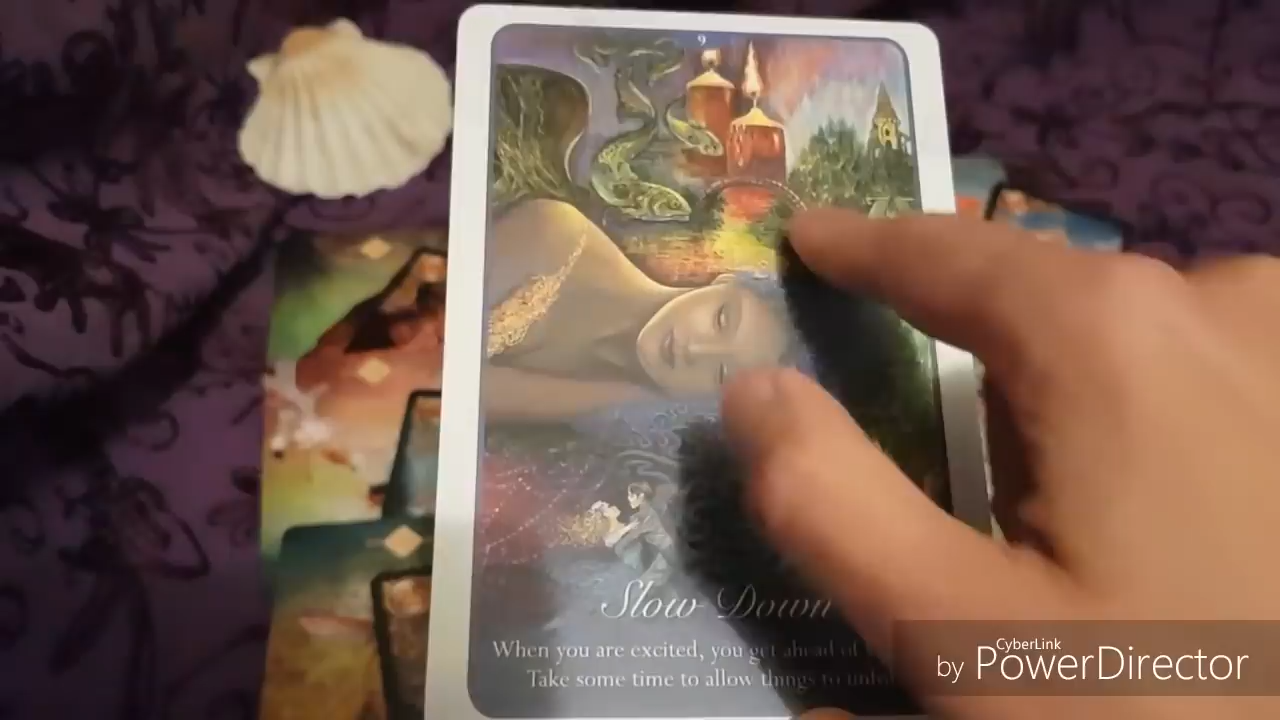 9
Slow Down
When you are excited, you get ahead of
Take some time to allow things to
CyberLink
by PowerDirector